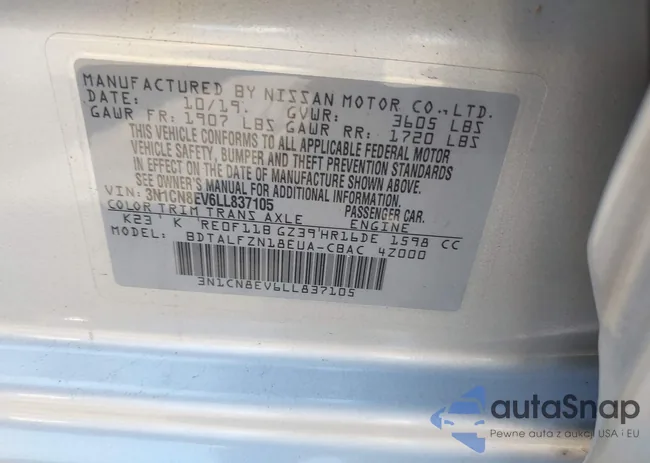 MANUFACTURED BY NISSAN MOTOR CO., LTD.
DATE: 10/19. GVWR: 3605 LBS
GAWR FR: 1907 LBS GAWR RR: 1720 LBS
THIS VEHICLE CONFORMS TO ALL APPLICABLE FEDERAL MOTOR
VEHICLE SAFETY, BUMPER AND THEFT PREVENTION STANDARDS
IN EFFECT ON THE DATE OF MANUFACTURE SHOWN ABOVE.
SEE OWNER'S MANUAL FOR ADDITIONAL INFORMATION.
VIN: 3N1CN8EV6LL837105 PASSENGER CAR.
COLOR TRIM TRANS AXLE ENGINE
K23 ' K ' RE0F11B GZ39'HR16DE 1598 CC
MODEL: BDTALFZN18EUA-CBAC 4Z000
3N1CN8EV6LL837105
autaSnap
Pewne auta z aukcji USA i EU